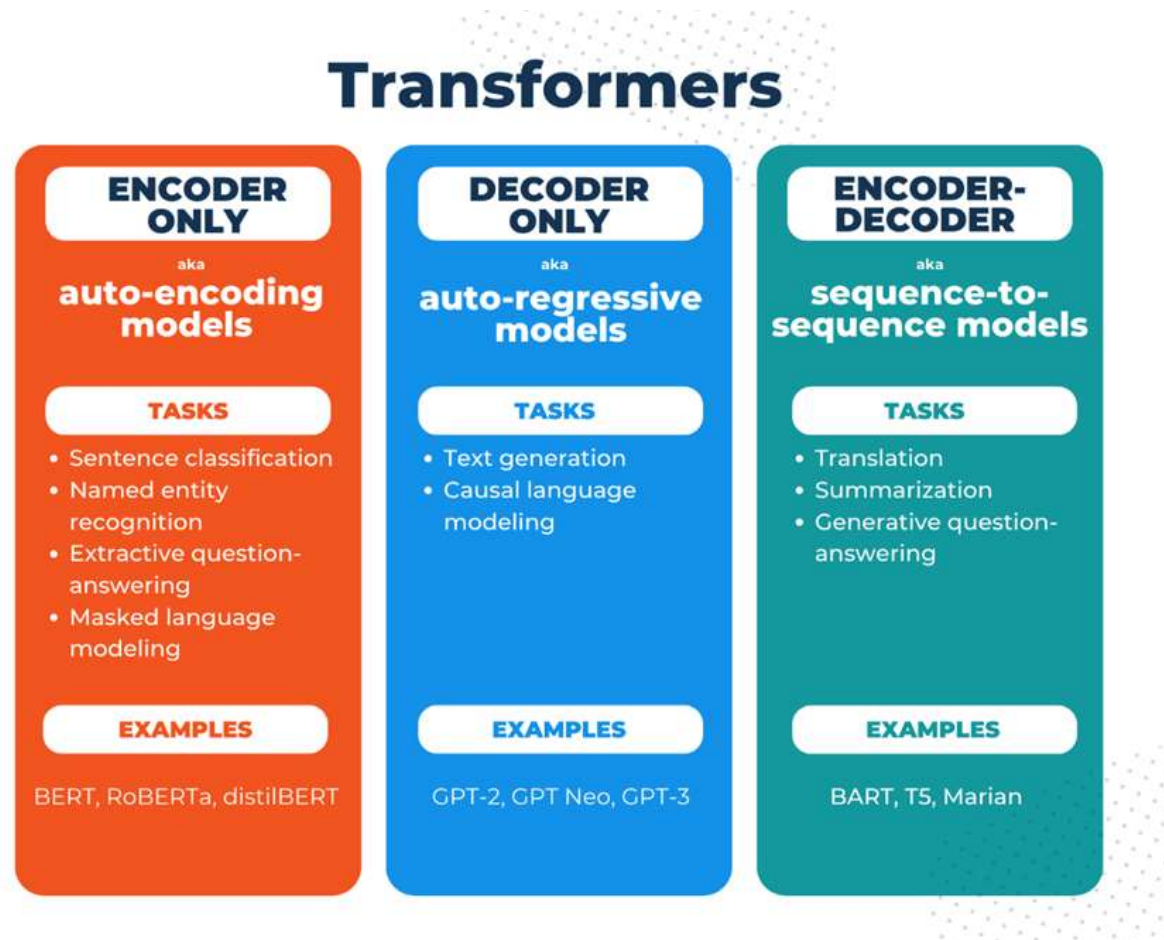 Transformers
ENCODER
ONLY
aka
auto-encoding
models
TASKS
• Sentence classification
• Named entity
recognition
• Extractive question-
answering
• Masked language
modeling
EXAMPLES
BERT, RoBERTa, distilBERT
DECODER
ONLY
aka
auto-regressive
models
TASKS
• Text generation
• Causal language
modeling
EXAMPLES
GPT-2, GPT Neo, GPT-3
ENCODER-
DECODER
aka
sequence-to-
sequence models
TASKS
• Translation
• Summarization
• Generative question-
answering
EXAMPLES
BART, T5, Marian